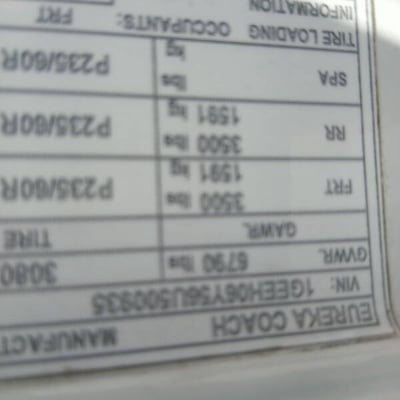 EUREKA COACH MANUFACT
VIN: 1GEEH06Y56U500935
GVWR. 6790 lbs 3080
GAWR. TIRE
FRT 3500 lbs P235/60R
1591 kg
RR 3500 lbs P235/60R
1591 kg
SPA lbs P235/60R
kg
TIRE LOADING OCCUPANTS: FRT
INFORMATION